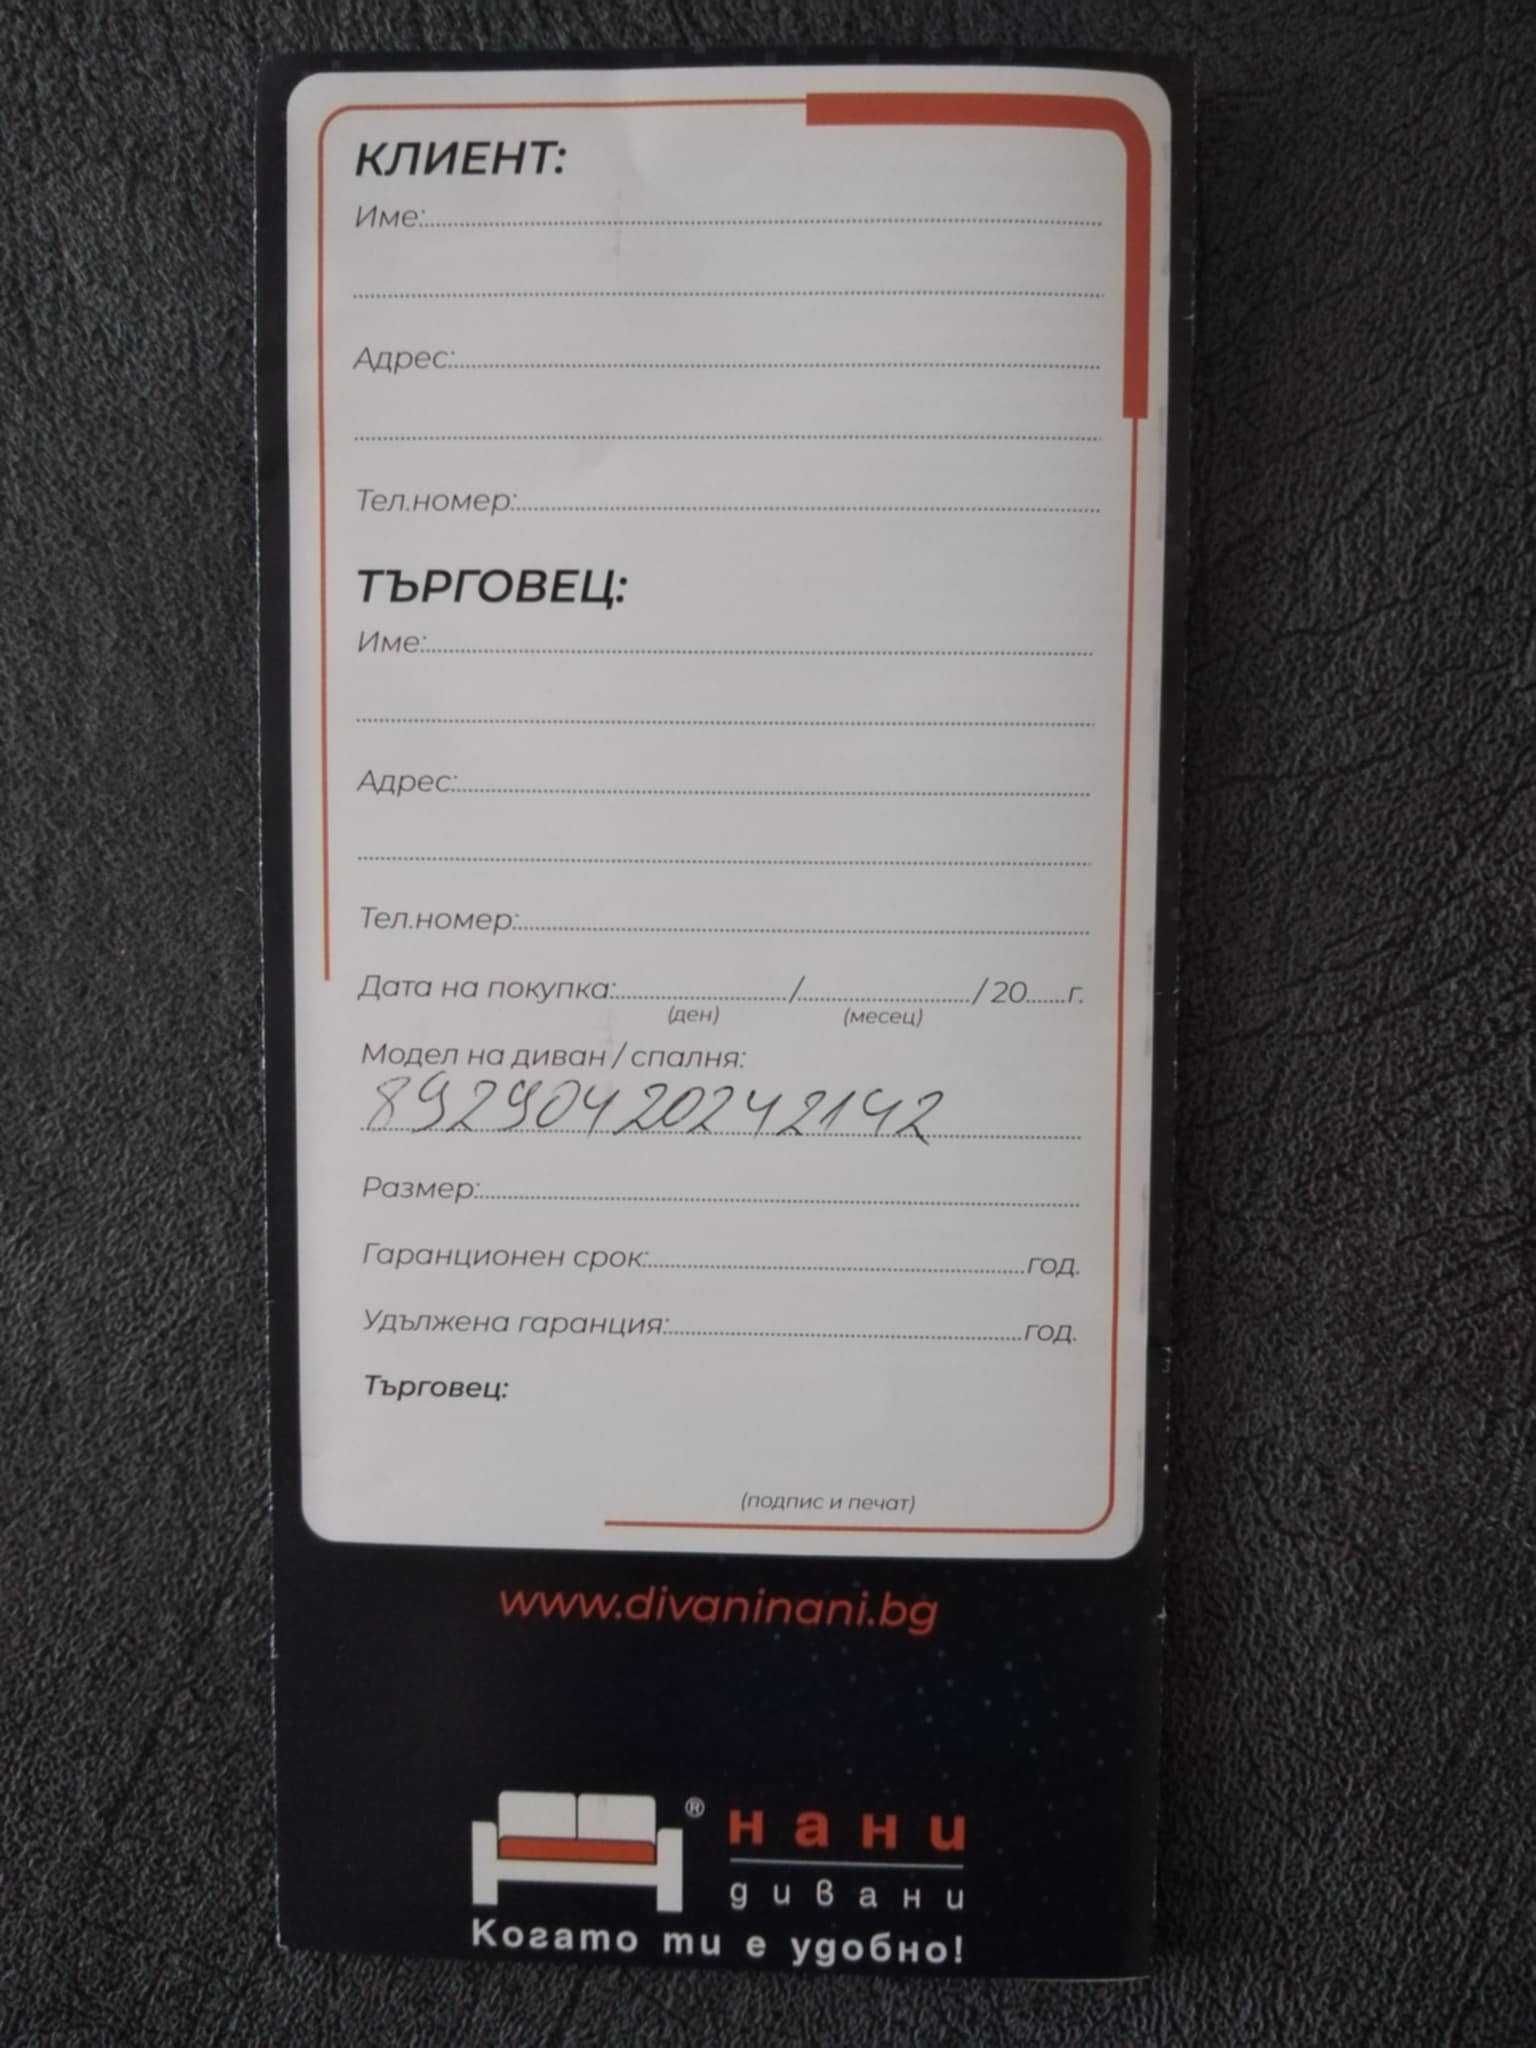 КЛИЕНТ:
Име:
Адрес:
Тел.номер:
ТЪРГОВЕЦ:
Име:
Адрес:
Тел.номер:
Дата на покупка: / / 20 г.
(ден) (месец)
Модел на диван / спалня:
89290420242142
Размер:
Гаранционен срок: год.
Удължена гаранция: год.
Търговец:
(подпис и печат)
www.divaninani.bg
® нани
дивани
Когато ти е удобно!